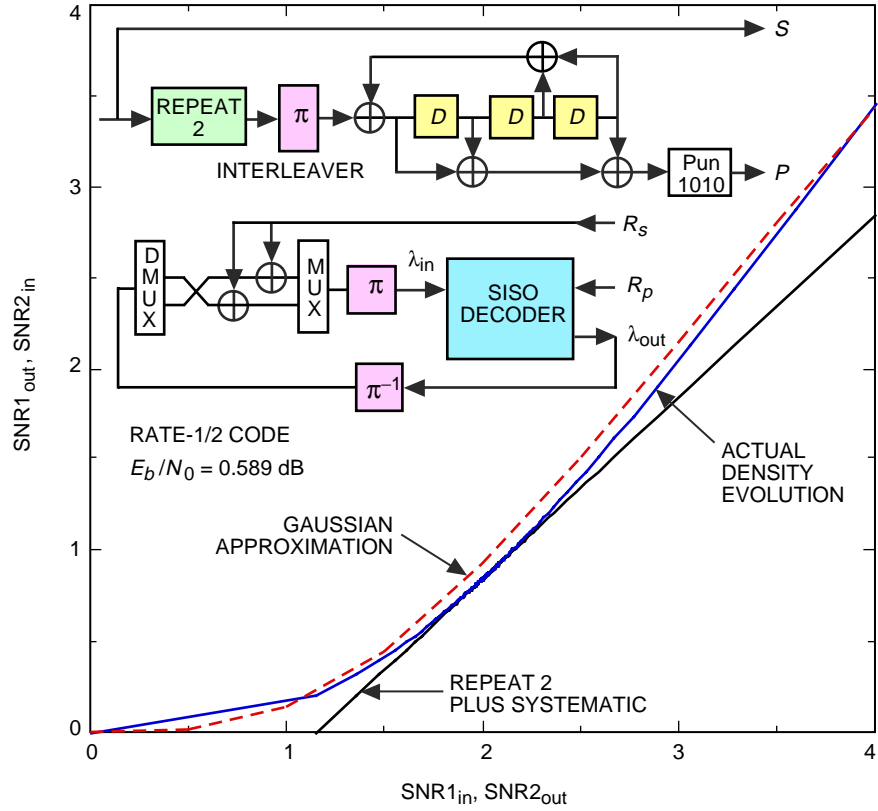 4
S
REPEAT
2
π
INTERLEAVER
D
D
D
Pun
1010
P
3
R_s
D
M
U
X
M
U
X
π
λ_in
SISO
DECODER
R_p
λ_out
π⁻¹
2
SNR1_out, SNR2_in
RATE-1/2 CODE
E_b/N_0 = 0.589 dB
ACTUAL
DENSITY
EVOLUTION
GAUSSIAN
APPROXIMATION
1
REPEAT 2
PLUS SYSTEMATIC
0
0
1
2
3
4
SNR1_in, SNR2_out